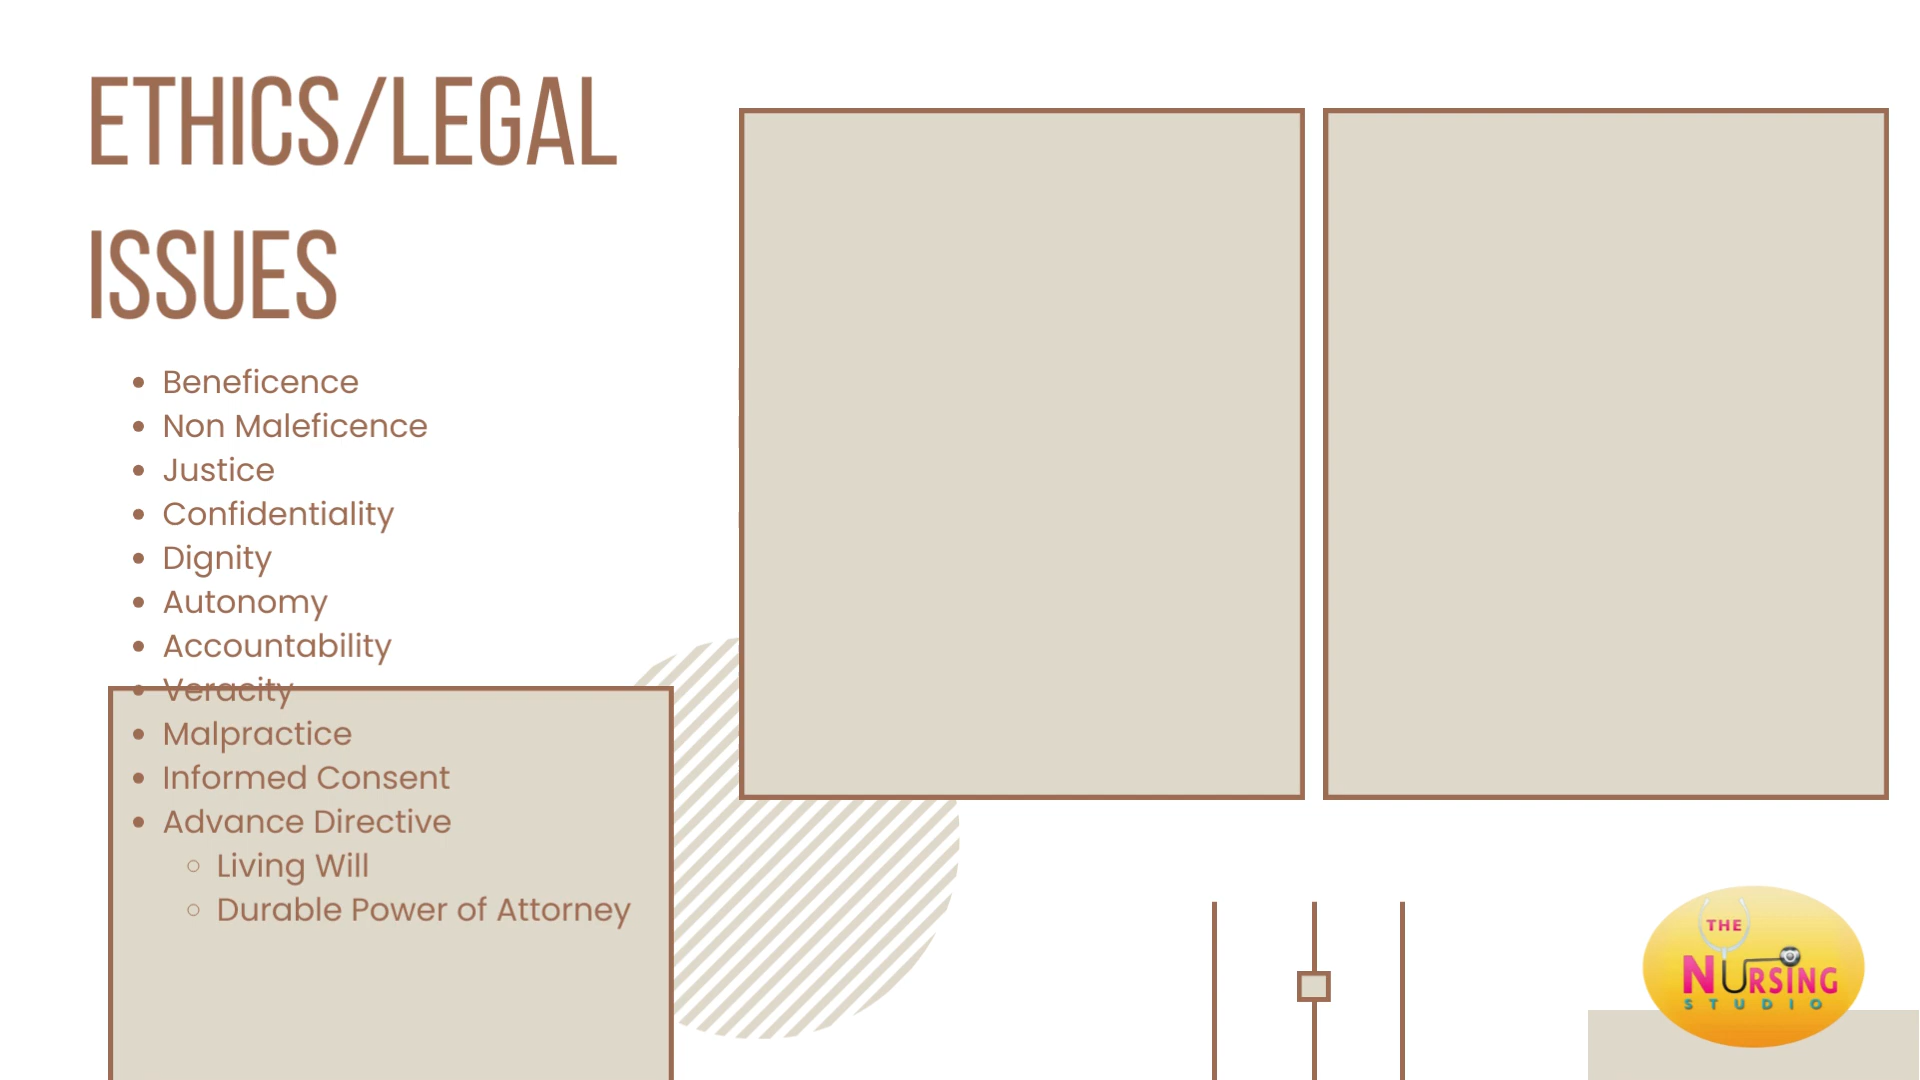 ETHICS/LEGAL
ISSUES
• Beneficence
• Non Maleficence
• Justice
• Confidentiality
• Dignity
• Autonomy
• Accountability
• Veracity
• Malpractice
• Informed Consent
• Advance Directive
○ Living Will
○ Durable Power of Attorney
THE
NURSING
STUDIO